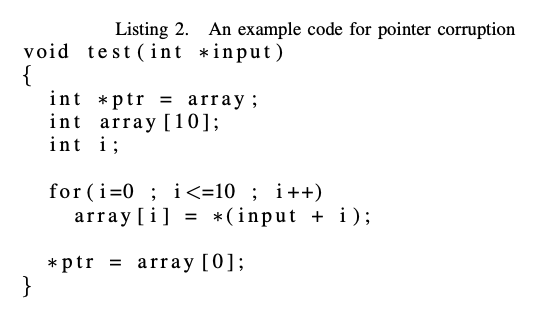 Listing 2. An example code for pointer corruption
void test(int *input)
{
int *ptr = array;
int array[10];
int i;
for(i=0 ; i<=10 ; i++)
array[i] = *(input + i);
*ptr = array[0];
}